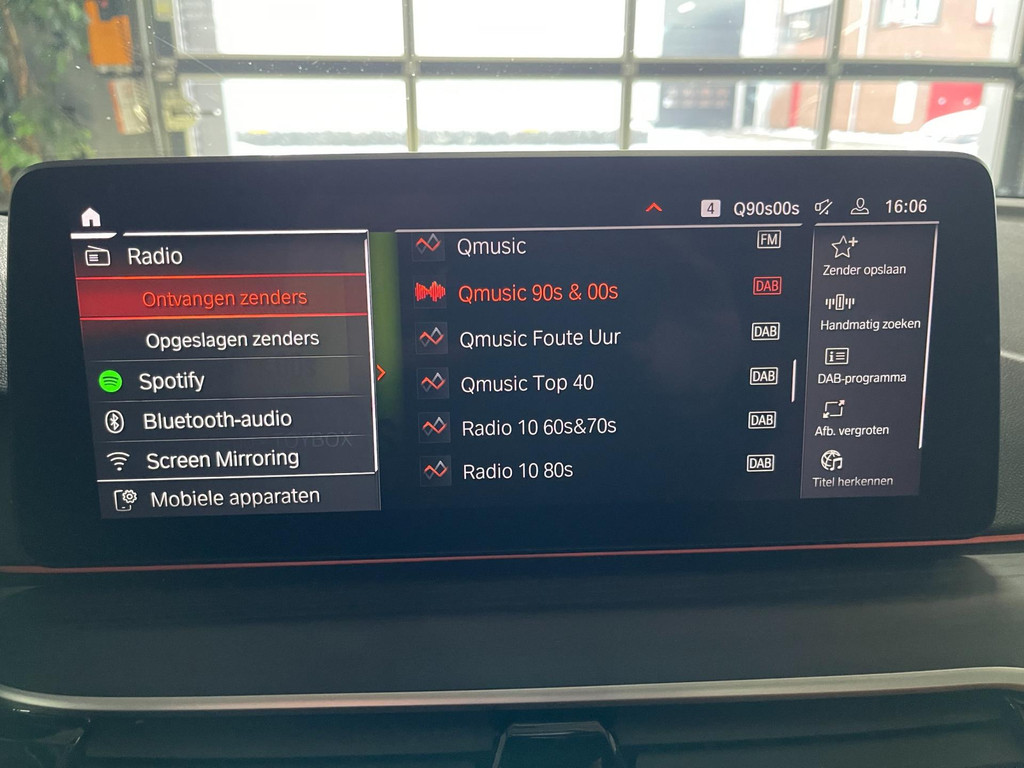 4 Q90s00s 16:06
Radio
Ontvangen zenders
Opgeslagen zenders
Spotify
Bluetooth-audio
Screen Mirroring
Mobiele apparaten
Qmusic FM
Qmusic 90s & 00s DAB
Qmusic Foute Uur DAB
Qmusic Top 40 DAB
Radio 10 60s&70s DAB
Radio 10 80s DAB
Zender opslaan
Handmatig zoeken
DAB-programma
Afb. vergroten
Titel herkennen
TOYBOX